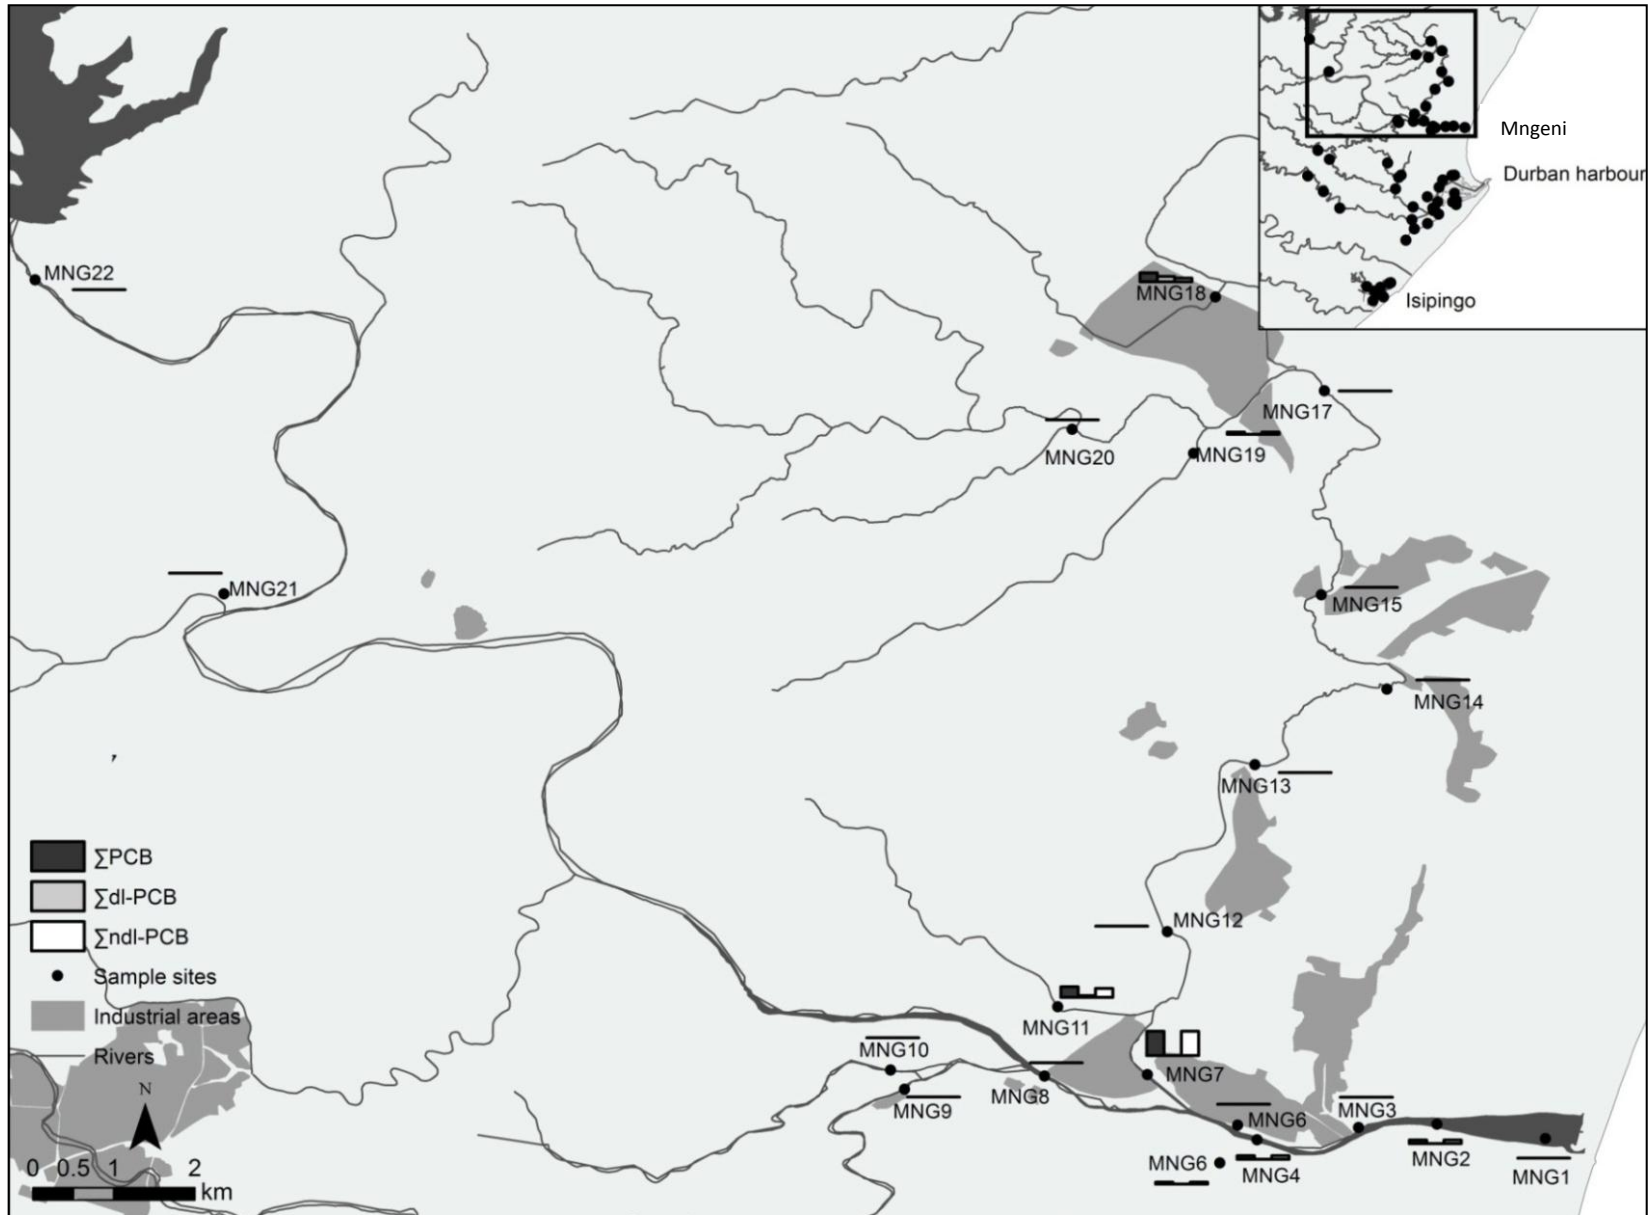 Mngeni
Durban harbour
Isipingo
MNG22
MNG18
MNG17
MNG20
MNG19
MNG21
MNG15
MNG14
MNG13
MNG12
MNG11
MNG10
MNG7
MNG8
MNG9
MNG3
MNG6
MNG2
MNG6
MNG4
MNG1
∑PCB
∑dl-PCB
∑ndl-PCB
Sample sites
Industrial areas
Rivers
N
0 0.5 1 2
km